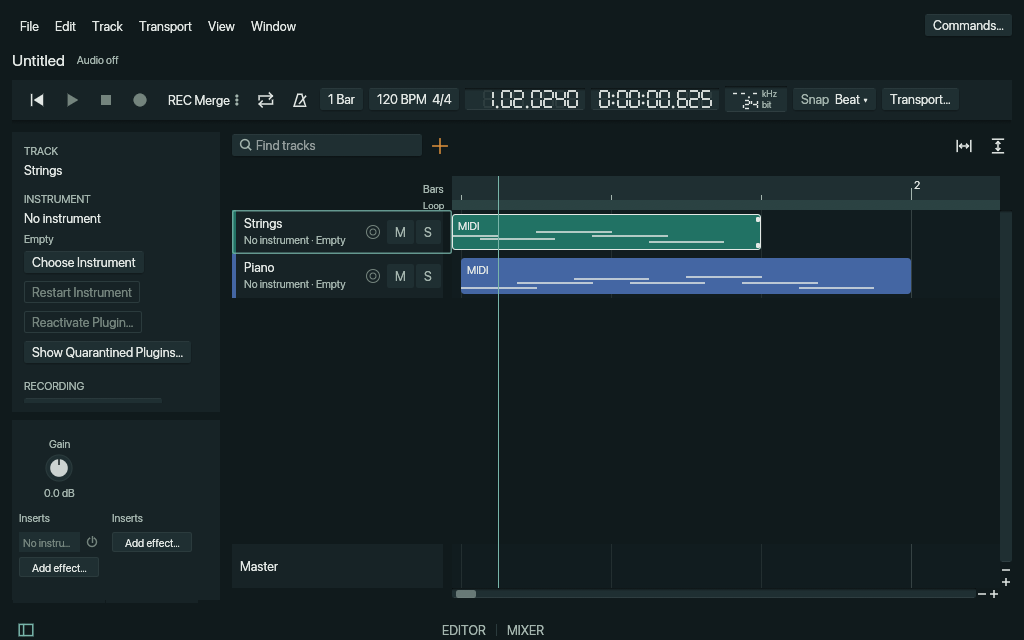 File Edit Track Transport View Window
Commands...
Untitled Audio off
REC Merge 1 Bar 120 BPM 4/4 1.02.0240 0:00:00.625 --.- kHz bit Snap Beat Transport...
TRACK
Strings
INSTRUMENT
No instrument
Empty
Choose Instrument
Restart Instrument
Reactivate Plugin...
Show Quarantined Plugins...
RECORDING
Gain
0.0 dB
Inserts Inserts
No instru... Add effect...
Add effect...
Find tracks
Bars 2
Loop
Strings
No instrument · Empty
M S
MIDI
Piano
No instrument · Empty
M S
MIDI
Master
EDITOR MIXER